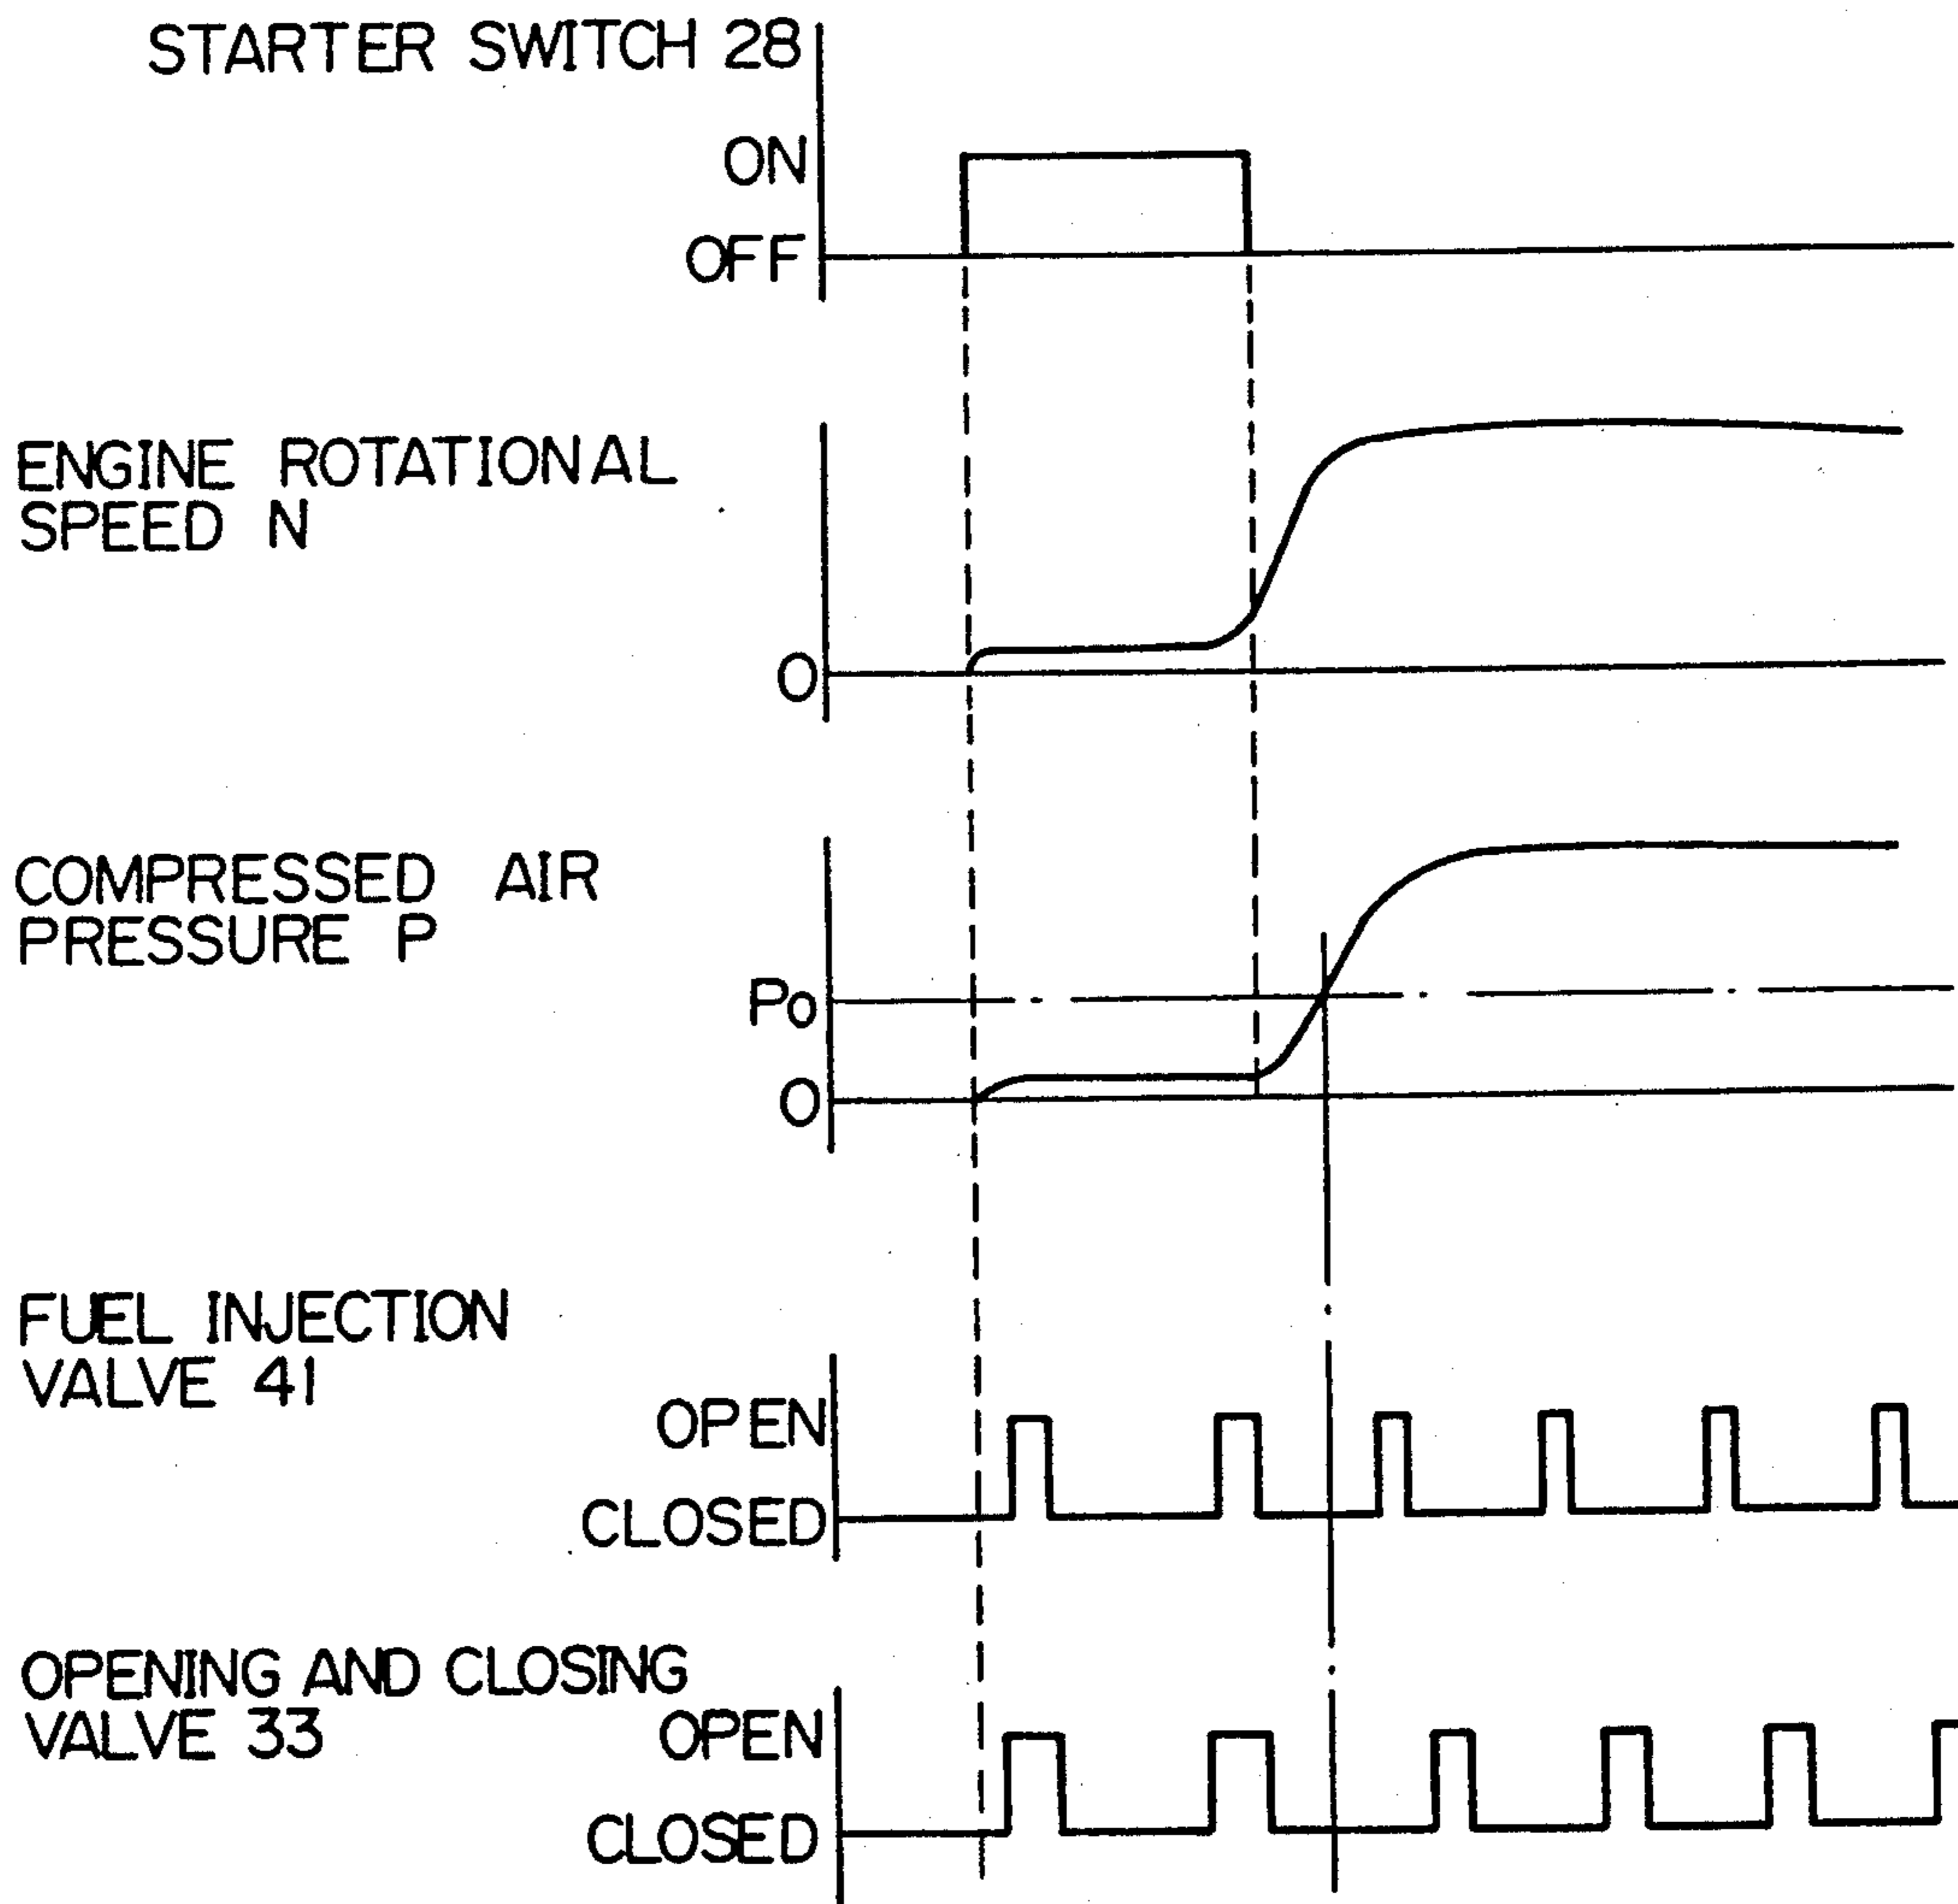 STARTER SWITCH 28
ON
OFF
ENGINE ROTATIONAL
SPEED N
O
COMPRESSED AIR
PRESSURE P
Po
O
FUEL INJECTION
VALVE 41
OPEN
CLOSED
OPENING AND CLOSING
VALVE 33
OPEN
CLOSED